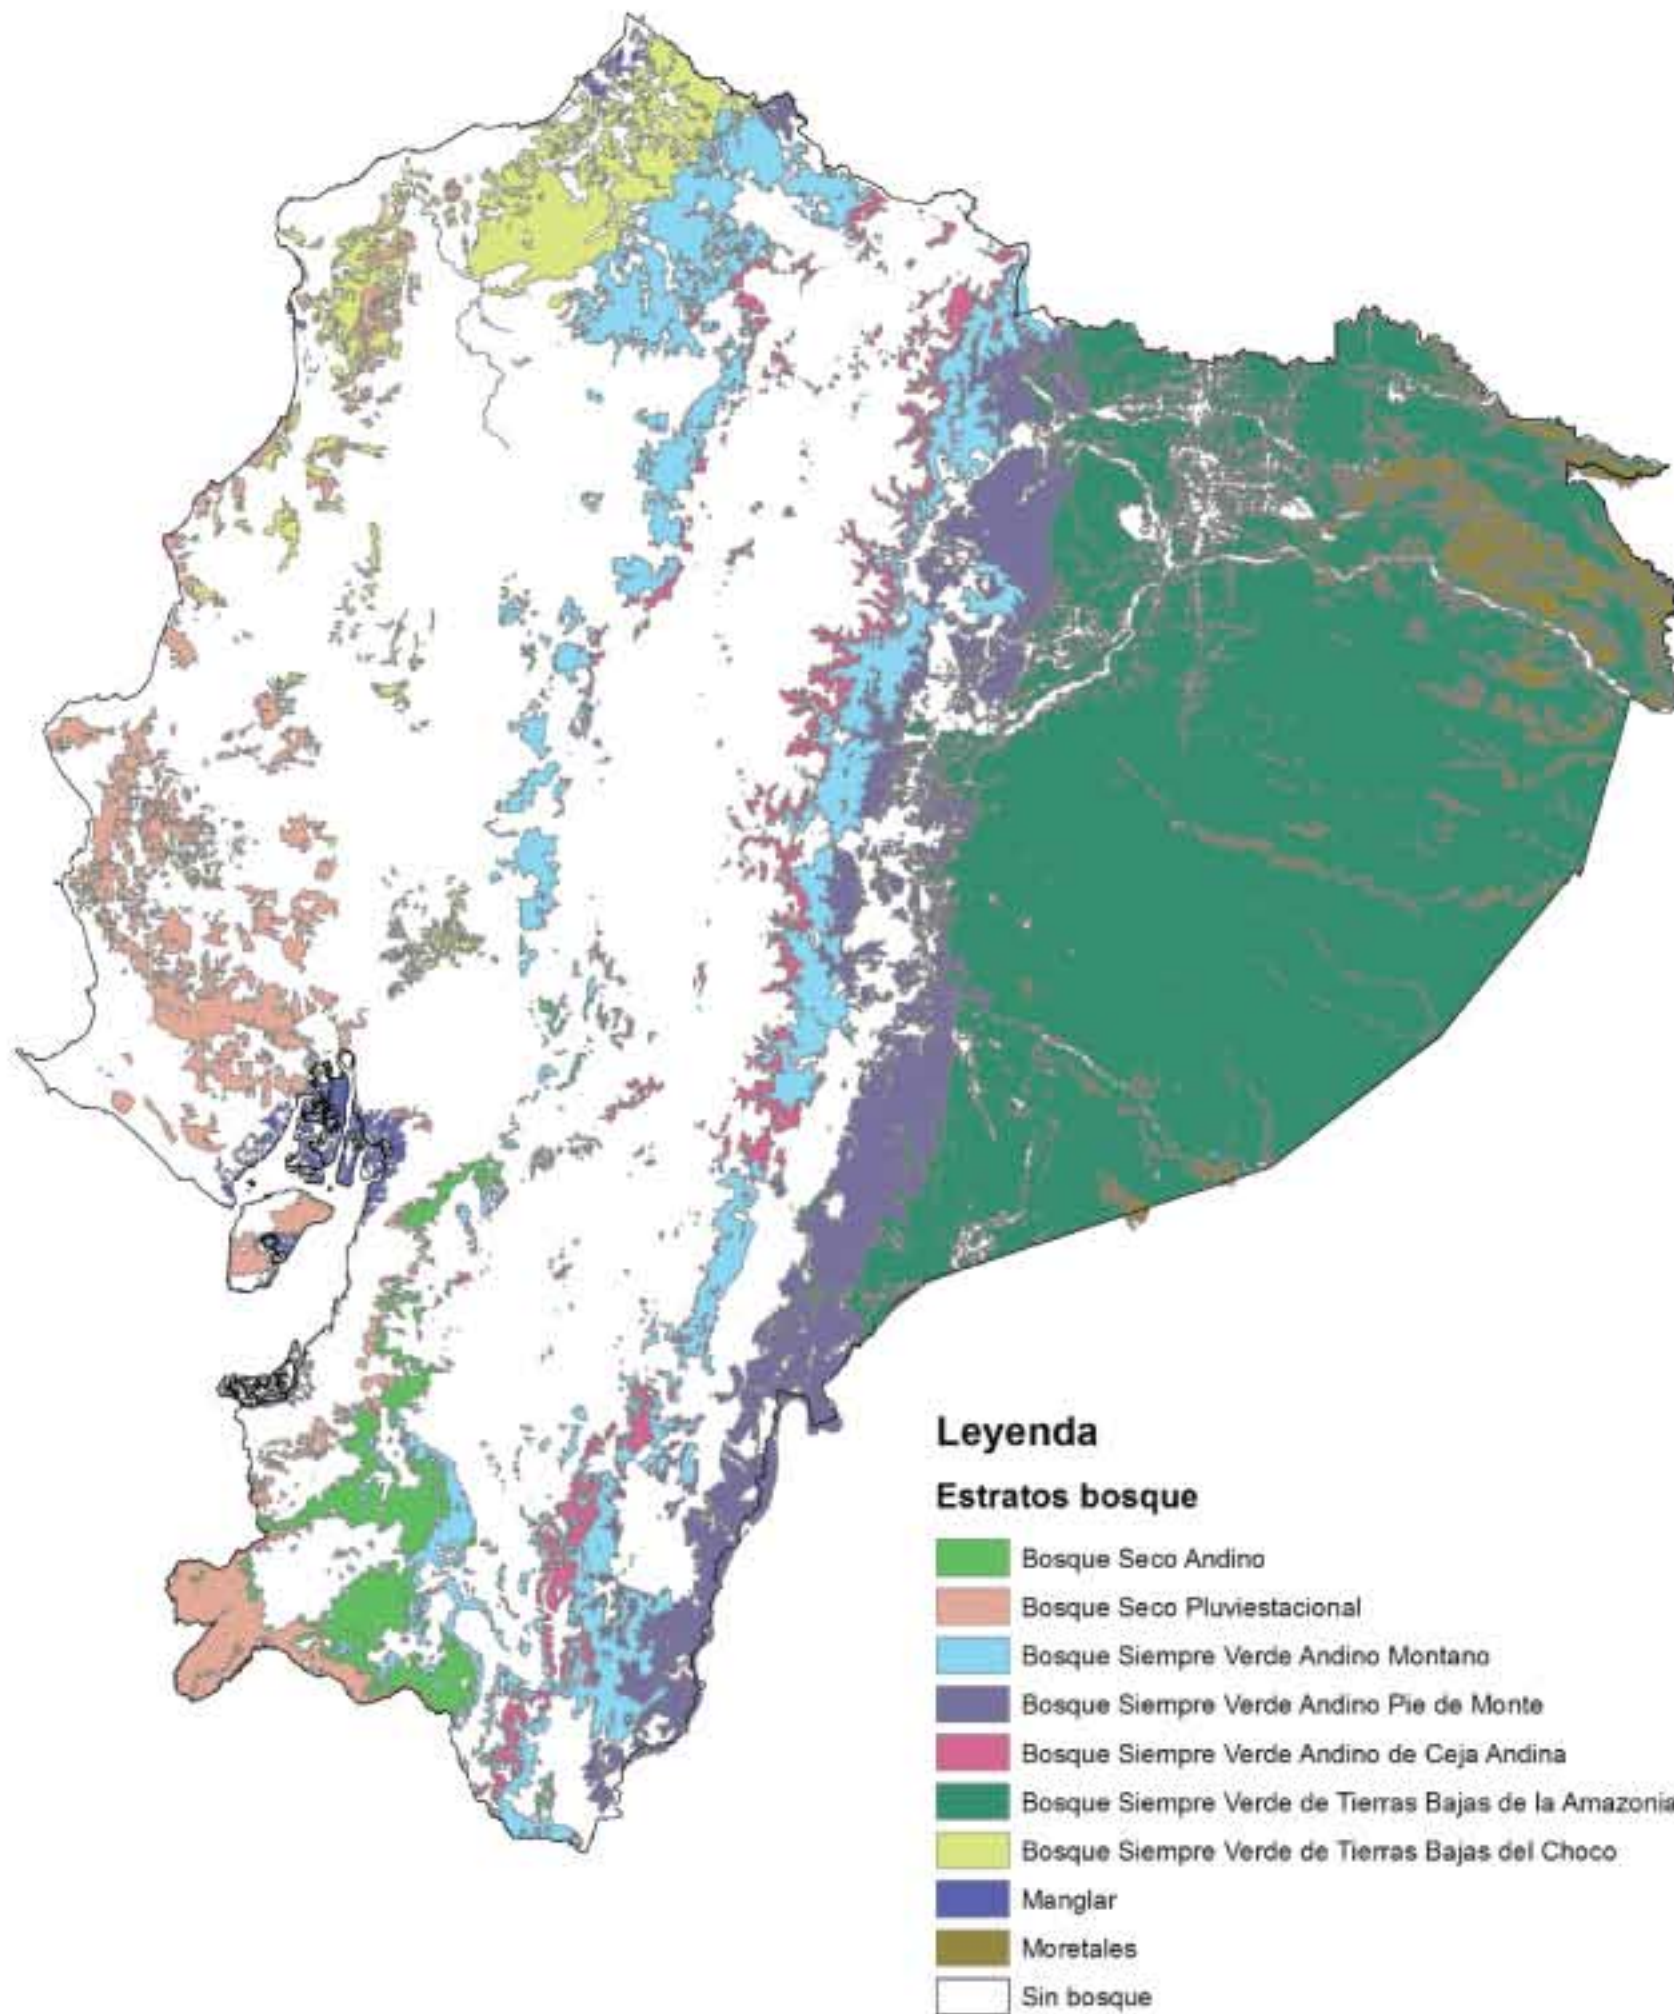 Leyenda
Estratos bosque
Bosque Seco Andino
Bosque Seco Pluviestacional
Bosque Siempre Verde Andino Montano
Bosque Siempre Verde Andino Pie de Monte
Bosque Siempre Verde Andino de Ceja Andina
Bosque Siempre Verde de Tierras Bajas de la Amazonia
Bosque Siempre Verde de Tierras Bajas del Choco
Manglar
Moretales
Sin bosque